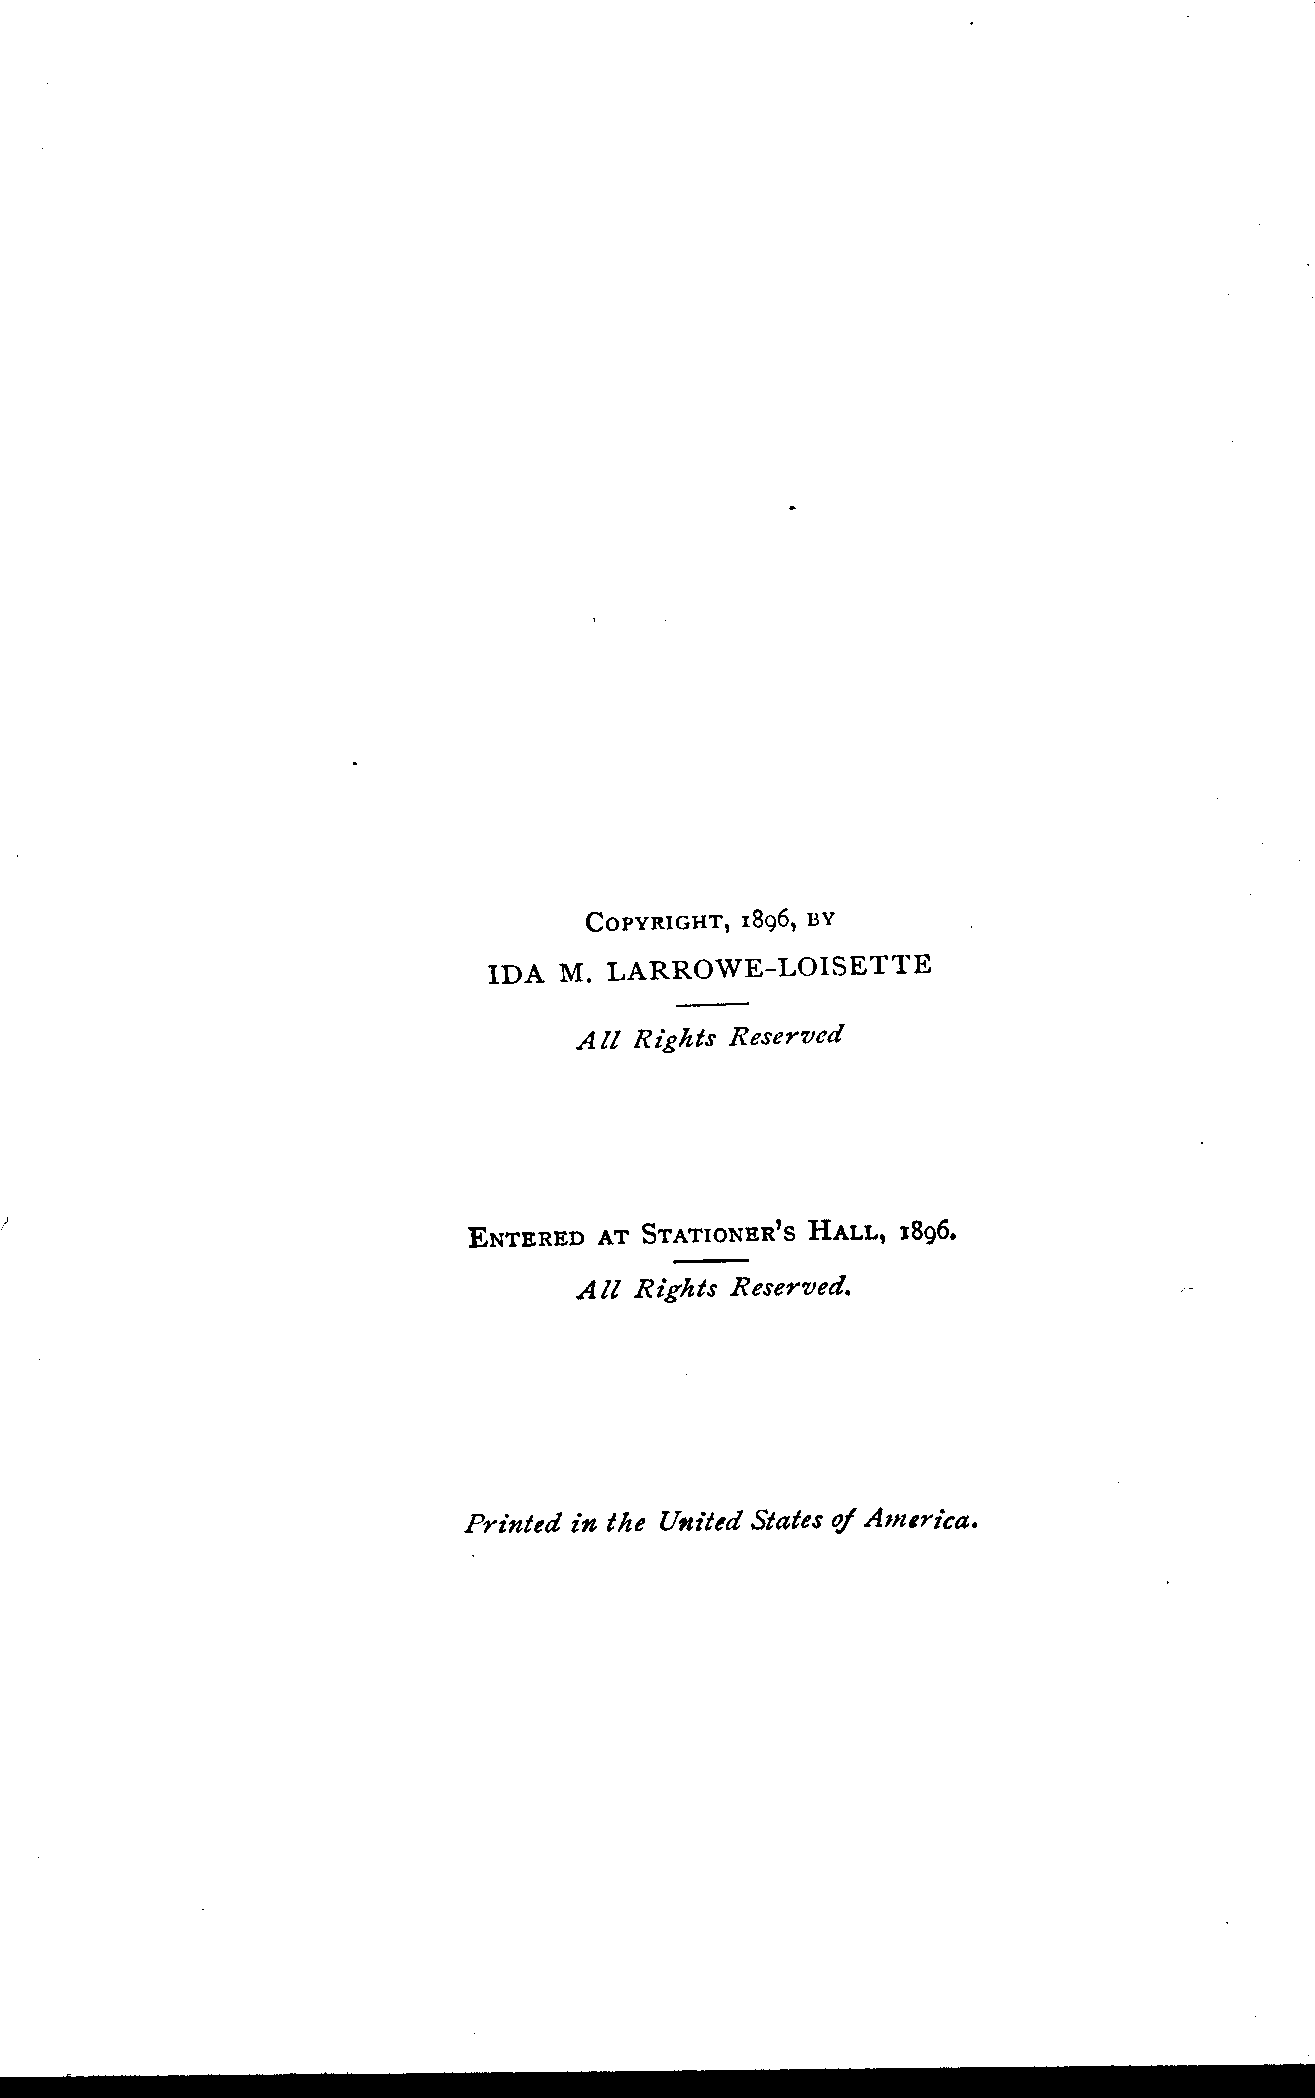 COPYRIGHT, 1896, BY
IDA M. LARROWE-LOISETTE
All Rights Reserved
ENTERED AT STATIONER'S HALL, 1896.
All Rights Reserved.
Printed in the United States of America.